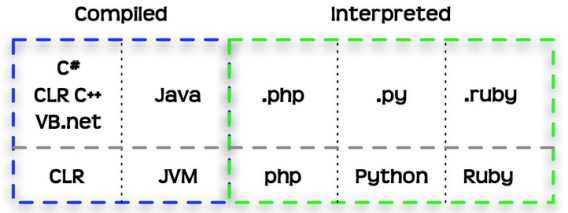 Compiled Interpreted
C#
CLR C++
VB.net
Java
.php
.py
.ruby
CLR JVM php Python Ruby